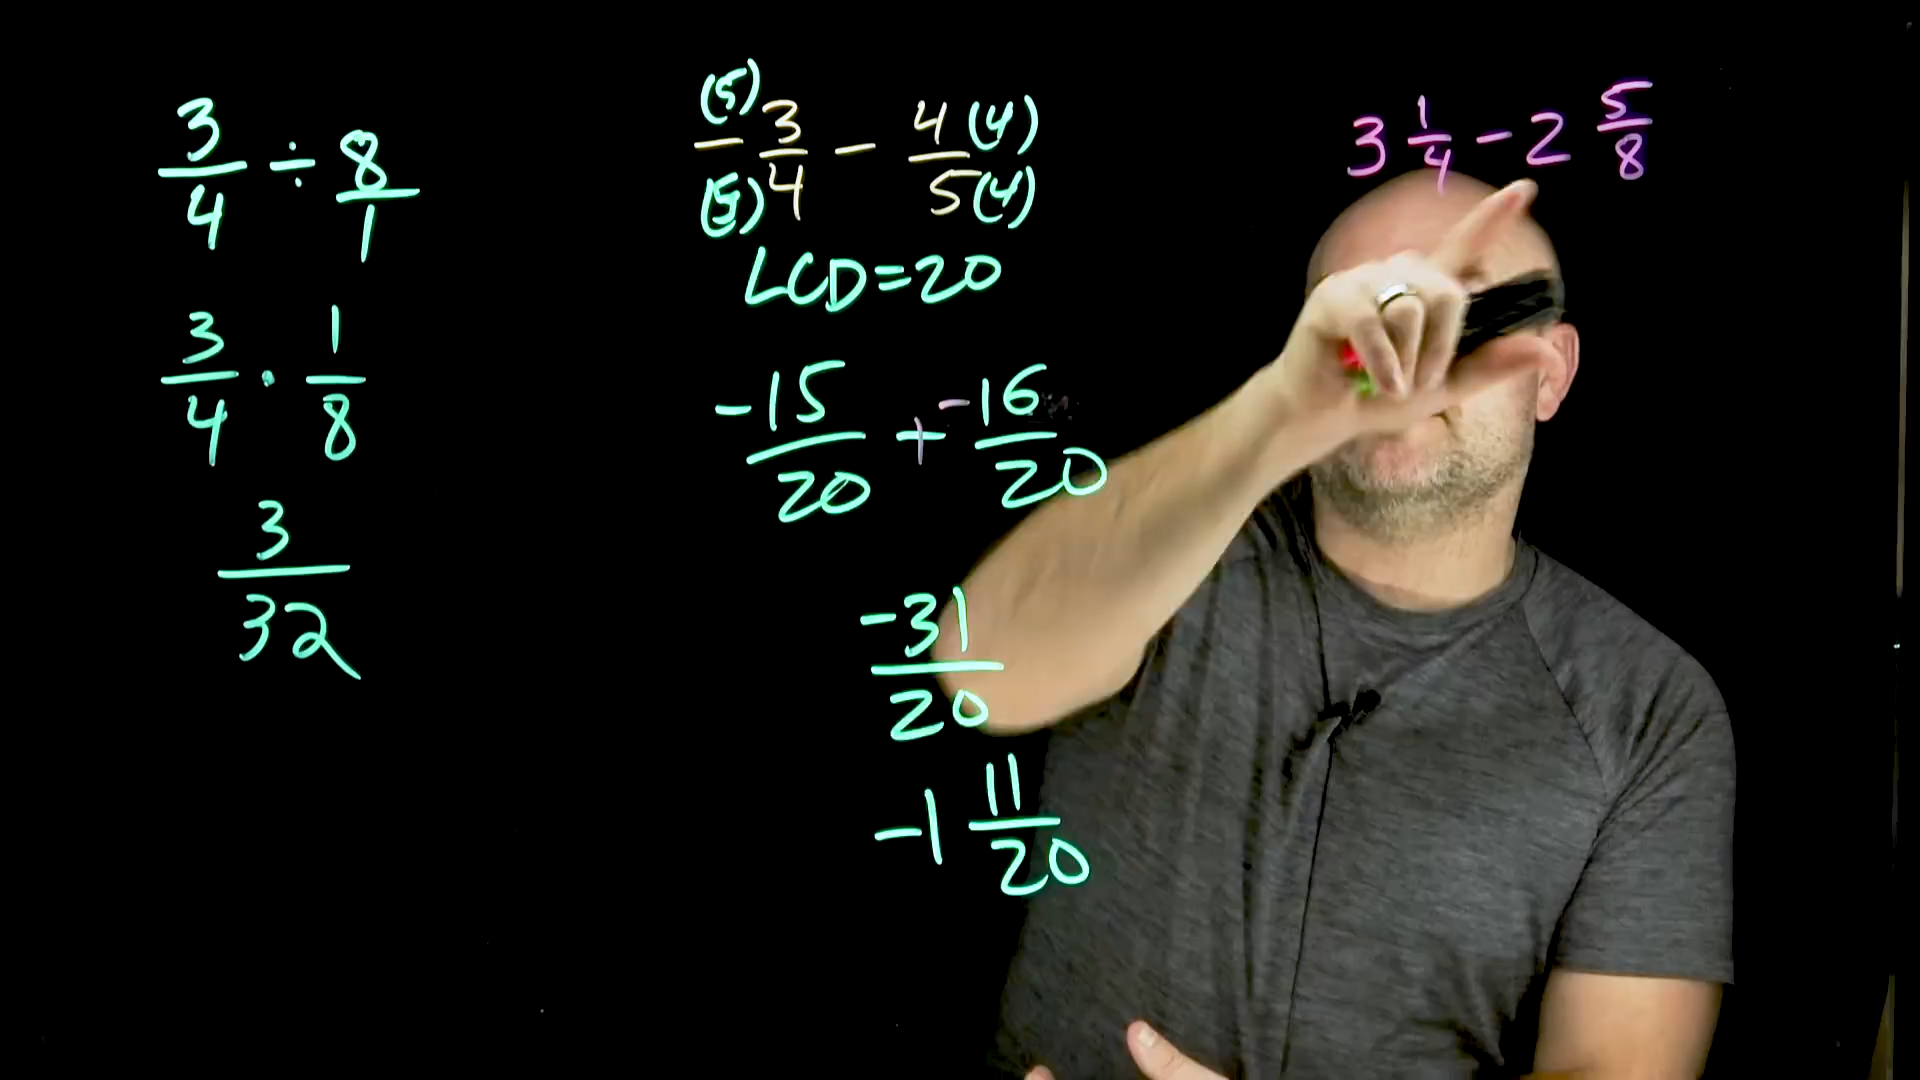 3/4 ÷ 8/1
3/4 · 1/8
3/32
(5)/(5) 3/4 - 4/5 (4)/(4)
LCD=20
-15/20 + -16/20
-31/20
-1 11/20
3 1/4 - 2 5/8